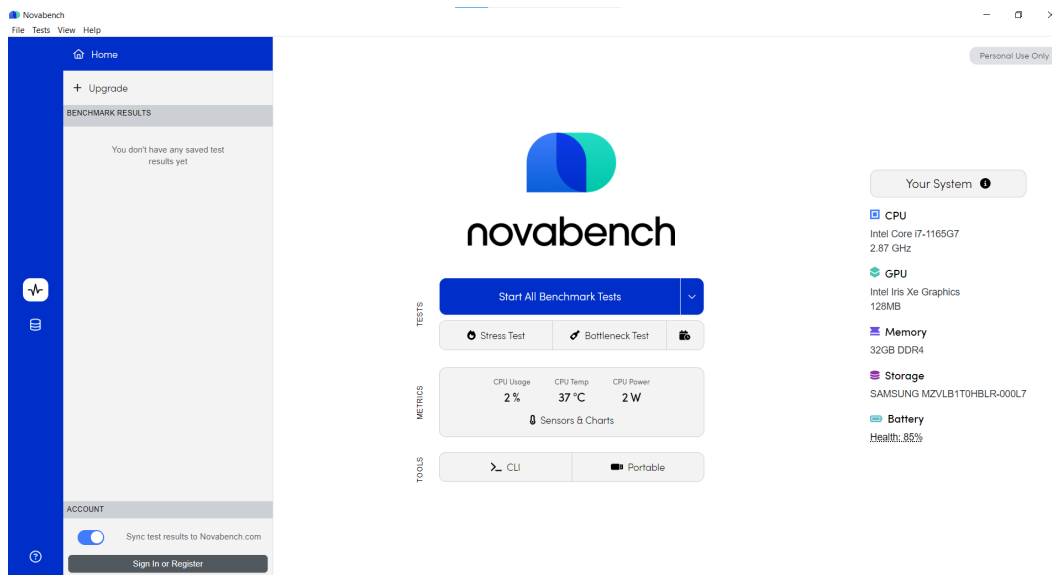 Novabench
File Tests View Help
Home
Personal Use Only
+ Upgrade
BENCHMARK RESULTS
You don't have any saved test
results yet
novabench
TESTS
Start All Benchmark Tests
Stress Test
Bottleneck Test
METRICS
CPU Usage CPU Temp CPU Power
2 % 37 °C 2 W
Sensors & Charts
TOOLS
CLI
Portable
Your System
CPU
Intel Core i7-1165G7
2.87 GHz
GPU
Intel Iris Xe Graphics
128MB
Memory
32GB DDR4
Storage
SAMSUNG MZVLB1T0HBLR-000L7
Battery
Health: 85%
ACCOUNT
Sync test results to Novabench.com
Sign In or Register